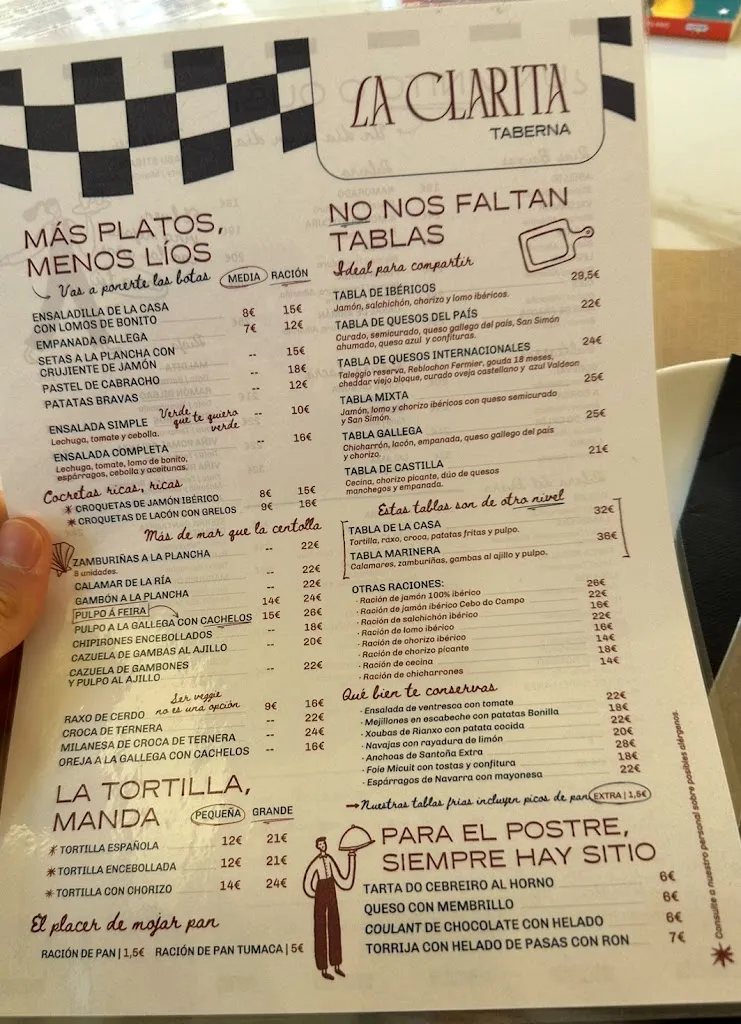 LA CLARITA
TABERNA
MÁS PLATOS,
MENOS LÍOS
Vas a ponerte las botas
MEDIA RACIÓN
ENSALADILLA DE LA CASA
CON LOMOS DE BONITO 8€ 15€
EMPANADA GALLEGA 7€ 12€
SETAS A LA PLANCHA CON
CRUJIENTE DE JAMÓN -- 15€
PASTEL DE CABRACHO -- 18€
PATATAS BRAVAS -- 12€
Verde
que te quiero
verde
ENSALADA SIMPLE -- 10€
Lechuga, tomate y cebolla.
ENSALADA COMPLETA -- 16€
Lechuga, tomate, lomo de bonito,
espárragos, cebolla y aceitunas.
Cocretas ricas, ricas
CROQUETAS DE JAMÓN IBÉRICO 8€ 15€
CROQUETAS DE LACÓN CON GRELOS 9€ 16€
Más de mar que la centolla
ZAMBURIÑAS A LA PLANCHA -- 22€
8 unidades.
CALAMAR DE LA RÍA -- 22€
GAMBÓN A LA PLANCHA -- 22€
PULPO Á FEIRA 14€ 24€
PULPO A LA GALLEGA CON CACHELOS 15€ 26€
CHIPIRONES ENCEBOLLADOS -- 18€
CAZUELA DE GAMBAS AL AJILLO -- 20€
CAZUELA DE GAMBONES
Y PULPO AL AJILLO -- 22€
Ser veggie
no es una opción
RAXO DE CERDO 9€ 16€
CROCA DE TERNERA -- 22€
MILANESA DE CROCA DE TERNERA -- 24€
OREJA A LA GALLEGA CON CACHELOS -- 16€
LA TORTILLA,
MANDA
PEQUEÑA GRANDE
TORTILLA ESPAÑOLA 12€ 21€
TORTILLA ENCEBOLLADA 12€ 21€
TORTILLA CON CHORIZO 14€ 24€
El placer de mojar pan
RACIÓN DE PAN | 1,5€ RACIÓN DE PAN TUMACA | 5€
NO NOS FALTAN
TABLAS
Ideal para compartir
TABLA DE IBÉRICOS 29,5€
Jamón, salchichón, chorizo y lomo ibéricos.
TABLA DE QUESOS DEL PAÍS 22€
Curado, semicurado, queso gallego del país, San Simón
ahumado, queso azul y confituras.
TABLA DE QUESOS INTERNACIONALES 24€
Taleggio reserva, Reblochon Fermier, gouda 18 meses,
cheddar viejo bloque, curado oveja castellano y azul Valdeon
TABLA MIXTA 25€
Jamón, lomo y chorizo ibéricos con queso semicurado
y San Simón.
TABLA GALLEGA 25€
Chicharrón, lacón, empanada, queso gallego del país
y chorizo.
TABLA DE CASTILLA 21€
Cecina, chorizo picante, dúo de quesos
manchegos y empanada.
Estas tablas son de otro nivel
TABLA DE LA CASA 32€
Tortilla, raxo, croca, patatas fritas y pulpo.
TABLA MARINERA 36€
Calamares, zamburiñas, gambas al ajillo y pulpo.
OTRAS RACIONES:
· Ración de jamón 100% ibérico 26€
· Ración de jamón ibérico Cebo do Campo 22€
· Ración de salchichón ibérico 16€
· Ración de lomo ibérico 22€
· Ración de chorizo ibérico 16€
· Ración de chorizo picante 14€
· Ración de cecina 18€
· Ración de chicharrones 14€
Qué bien te conservas
· Ensalada de ventresca con tomate 22€
· Mejillones en escabeche con patatas Bonilla 18€
· Xoubas de Rianxo con patata cocida 22€
· Navajas con rayadura de limón 20€
· Anchoas de Santoña Extra 28€
· Foie Micuit con tostas y confitura 18€
· Espárragos de Navarra con mayonesa 22€
Nuestras tablas frías incluyen picos de pan EXTRA | 1,5€
PARA EL POSTRE,
SIEMPRE HAY SITIO
TARTA DO CEBREIRO AL HORNO 6€
QUESO CON MEMBRILLO 6€
COULANT DE CHOCOLATE CON HELADO 6€
TORRIJA CON HELADO DE PASAS CON RON 7€
Consulte a nuestro personal sobre posibles alérgenos.